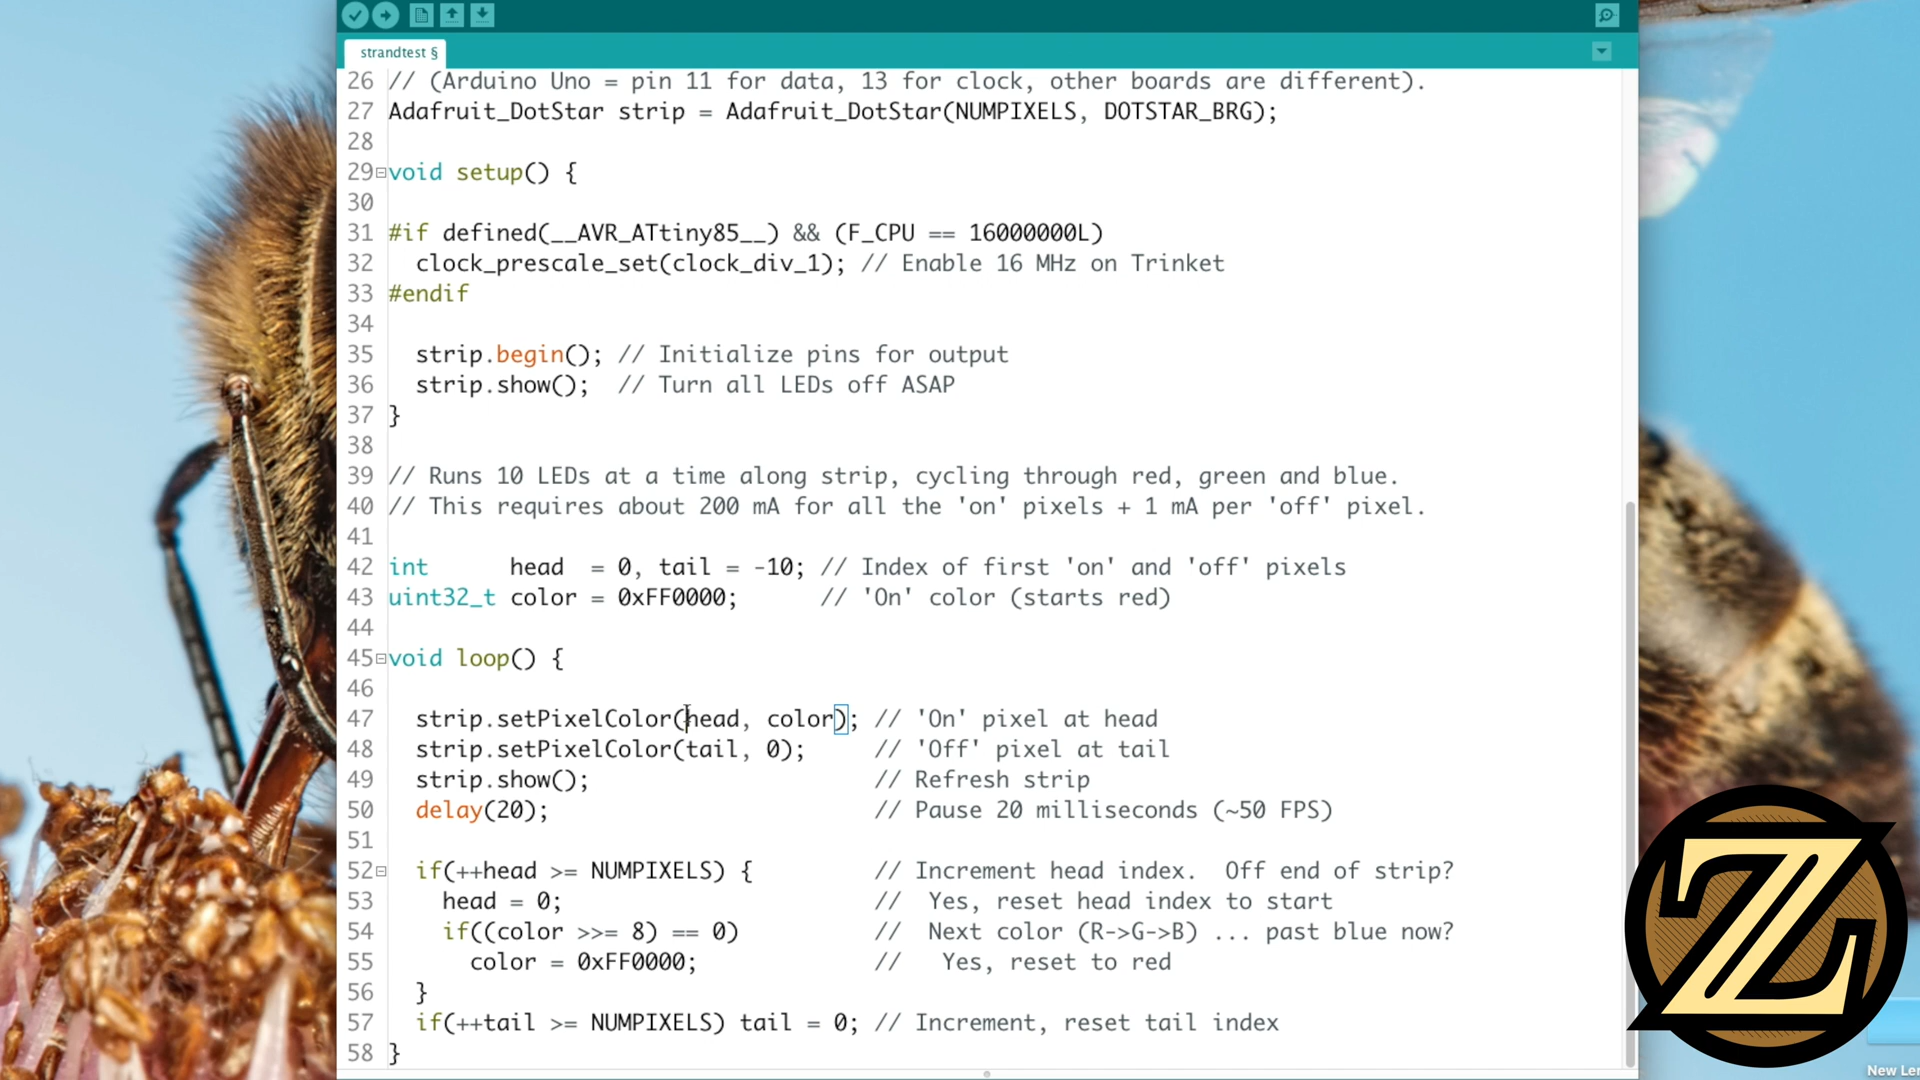 strandtest §
26 // (Arduino Uno = pin 11 for data, 13 for clock, other boards are different).
27 Adafruit_DotStar strip = Adafruit_DotStar(NUMPIXELS, DOTSTAR_BRG);
28
29 void setup() {
30
31 #if defined(__AVR_ATtiny85__) && (F_CPU == 16000000L)
32   clock_prescale_set(clock_div_1); // Enable 16 MHz on Trinket
33 #endif
34
35   strip.begin(); // Initialize pins for output
36   strip.show();  // Turn all LEDs off ASAP
37 }
38
39 // Runs 10 LEDs at a time along strip, cycling through red, green and blue.
40 // This requires about 200 mA for all the 'on' pixels + 1 mA per 'off' pixel.
41
42 int      head  = 0, tail = -10; // Index of first 'on' and 'off' pixels
43 uint32_t color = 0xFF0000;      // 'On' color (starts red)
44
45 void loop() {
46
47   strip.setPixelColor(head, color); // 'On' pixel at head
48   strip.setPixelColor(tail, 0);     // 'Off' pixel at tail
49   strip.show();                     // Refresh strip
50   delay(20);                        // Pause 20 milliseconds (~50 FPS)
51
52   if(++head >= NUMPIXELS) {         // Increment head index.  Off end of strip?
53     head = 0;                       //  Yes, reset head index to start
54     if((color >>= 8) == 0)          //  Next color (R->G->B) ... past blue now?
55       color = 0xFF0000;             //   Yes, reset to red
56   }
57   if(++tail >= NUMPIXELS) tail = 0; // Increment, reset tail index
58 }
Z
New Ler